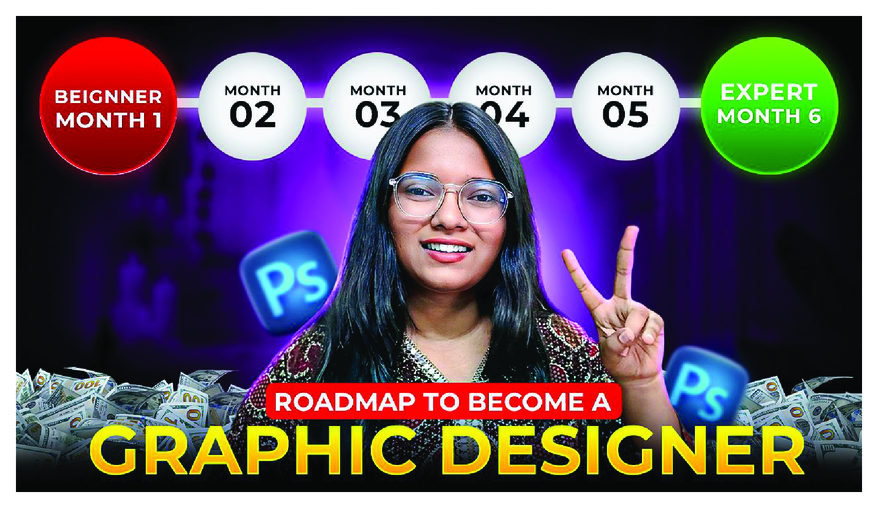 BEIGNNER
MONTH 1
MONTH
02
MONTH
03
MONTH
04
MONTH
05
EXPERT
MONTH 6
Ps
Ps
ROADMAP TO BECOME A
GRAPHIC DESIGNER